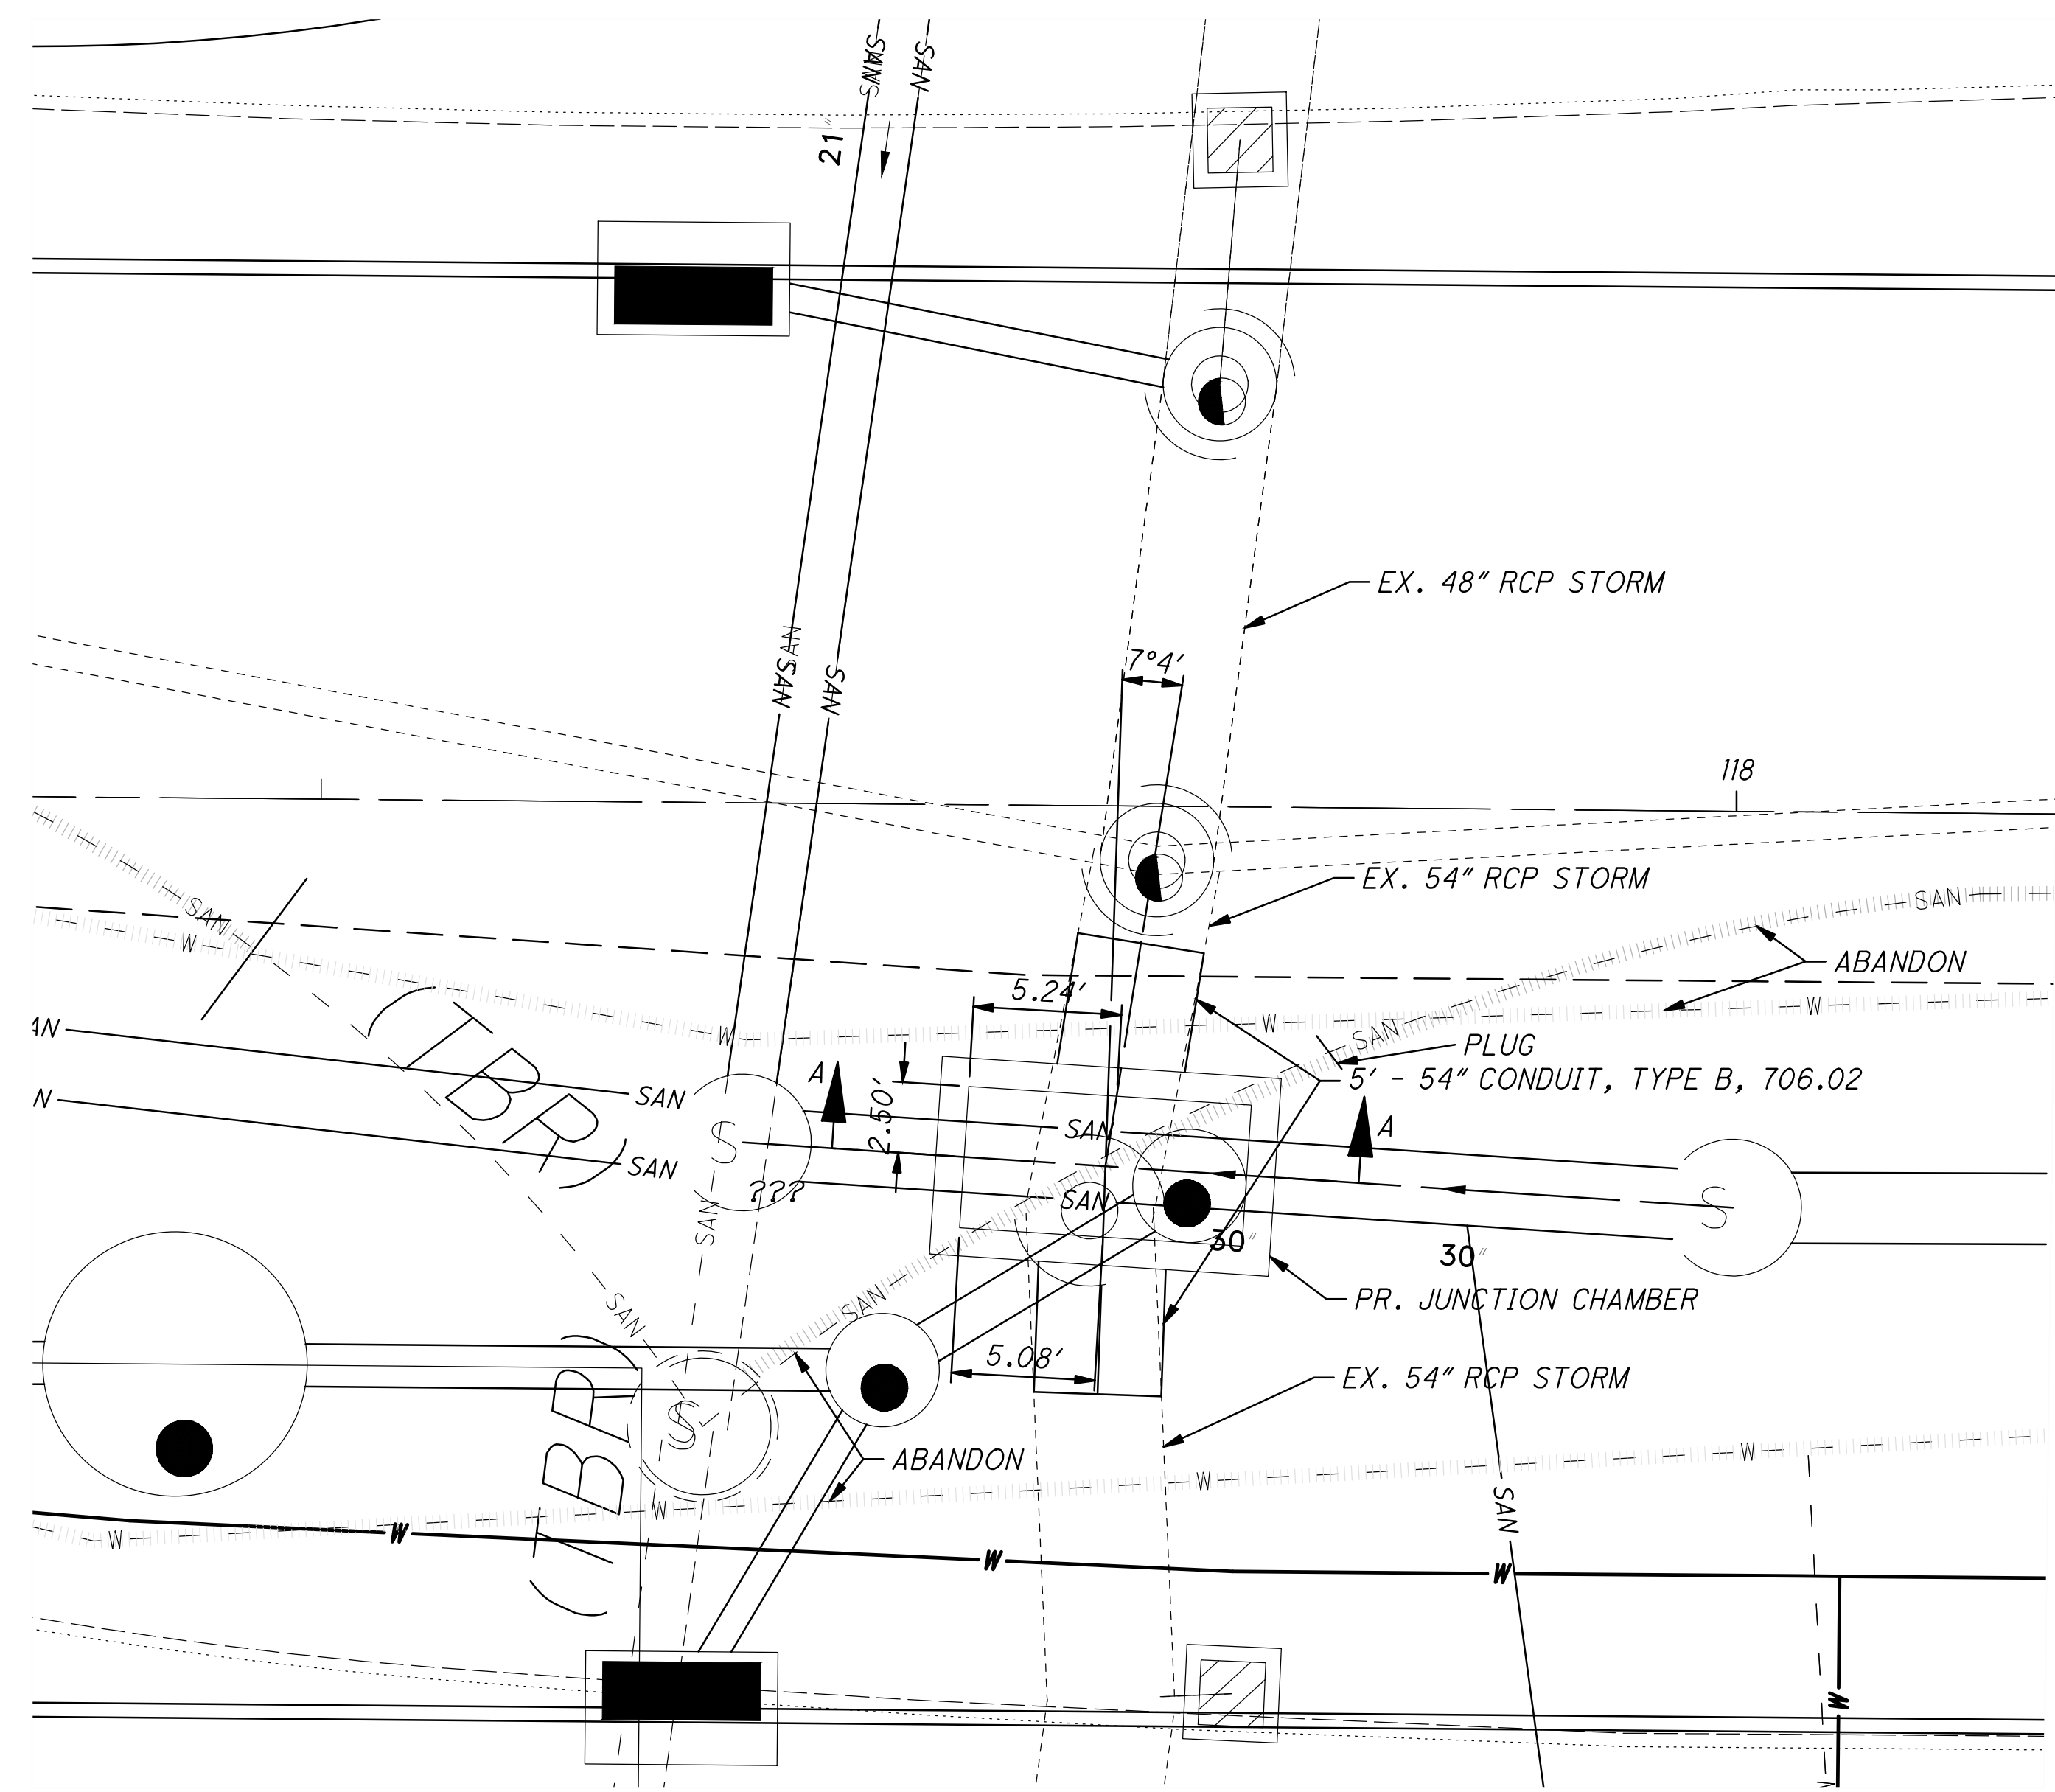 SAN
SAN
SAN
21"
EX. 48" RCP STORM
SAN
SAN
SAN
7°4'
118
EX. 54" RCP STORM
SAN
SAN
W
ABANDON
5.24'
W
W
W
SAN
PLUG
5' - 54" CONDUIT, TYPE B, 706.02
(TBR)
AN
N
SAN
SAN
A
2.50'
S
???
SAN
SAN
SAN
A
S
30"
30"
PR. JUNCTION CHAMBER
SAN
SAN
5.08'
EX. 54" RCP STORM
(TBR)
S
ABANDON
W
W
W
W
SAN
W
W
W
W